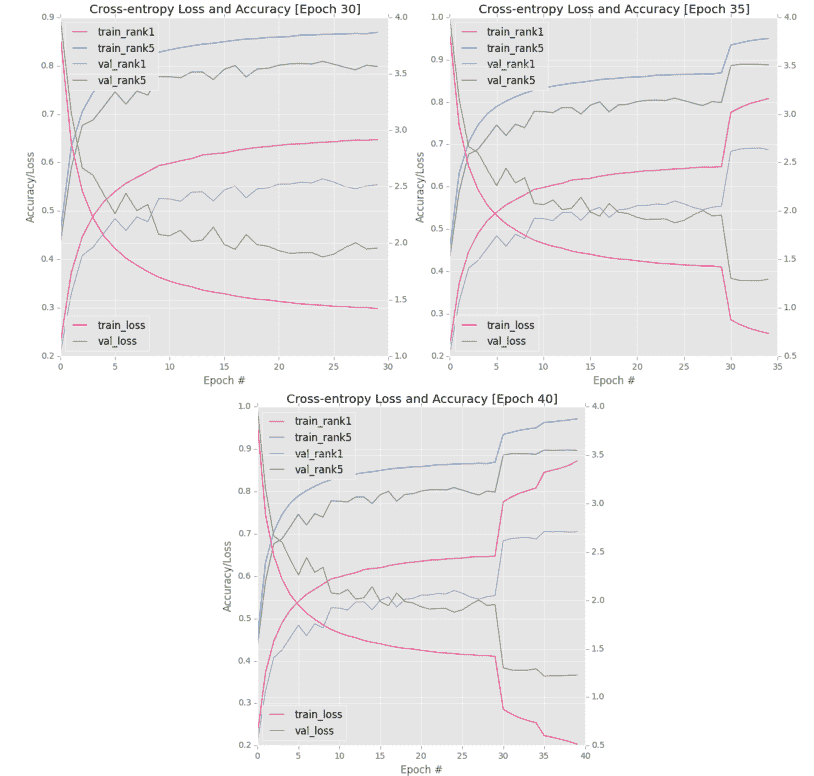 Cross-entropy Loss and Accuracy [Epoch 30]
0.9
0.8
0.7
0.6
0.5
0.4
0.3
0.2
Accuracy/Loss
train_rank1
train_rank5
val_rank1
val_rank5
train_loss
val_loss
4.0
3.5
3.0
2.5
2.0
1.5
1.0
0 5 10 15 20 25 30
Epoch #
Cross-entropy Loss and Accuracy [Epoch 35]
1.0
0.9
0.8
0.7
0.6
0.5
0.4
0.3
0.2
Accuracy/Loss
train_rank1
train_rank5
val_rank1
val_rank5
train_loss
val_loss
4.0
3.5
3.0
2.5
2.0
1.5
1.0
0.5
0 5 10 15 20 25 30 35
Epoch #
Cross-entropy Loss and Accuracy [Epoch 40]
1.0
0.9
0.8
0.7
0.6
0.5
0.4
0.3
0.2
Accuracy/Loss
train_rank1
train_rank5
val_rank1
val_rank5
train_loss
val_loss
4.0
3.5
3.0
2.5
2.0
1.5
1.0
0.5
0 5 10 15 20 25 30 35 40
Epoch #